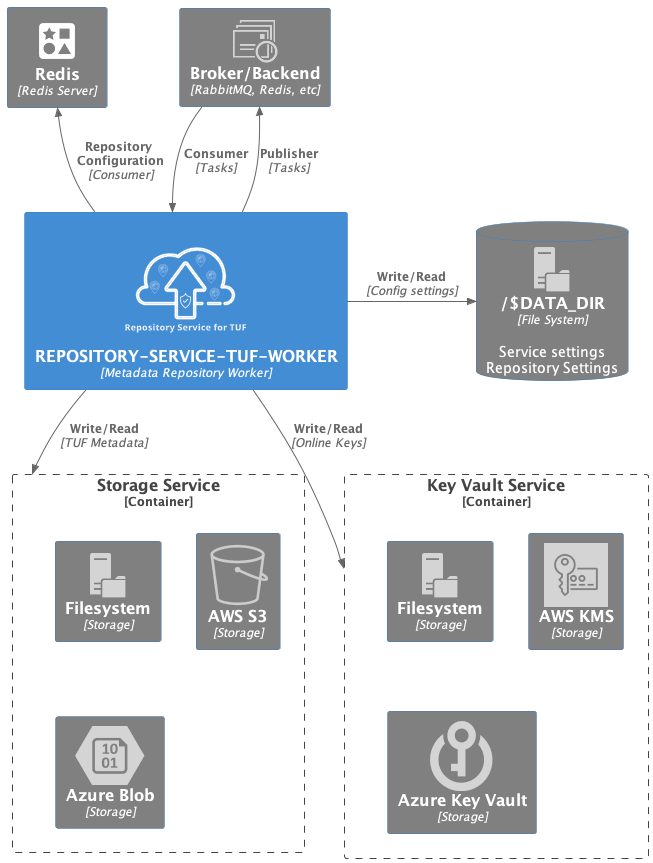 Redis
[Redis Server]
Broker/Backend
[RabbitMQ, Redis, etc]
Repository
Configuration
[Consumer]
Consumer
[Tasks]
Publisher
[Tasks]
Repository Service for TUF
REPOSITORY-SERVICE-TUF-WORKER
[Metadata Repository Worker]
Write/Read
[Config settings]
/$DATA_DIR
[File System]
Service settings
Repository Settings
Write/Read
[TUF Metadata]
Write/Read
[Online Keys]
Storage Service
[Container]
Filesystem
[Storage]
AWS S3
[Storage]
10
01
Azure Blob
[Storage]
Key Vault Service
[Container]
Filesystem
[Storage]
AWS KMS
[Storage]
Azure Key Vault
[Storage]